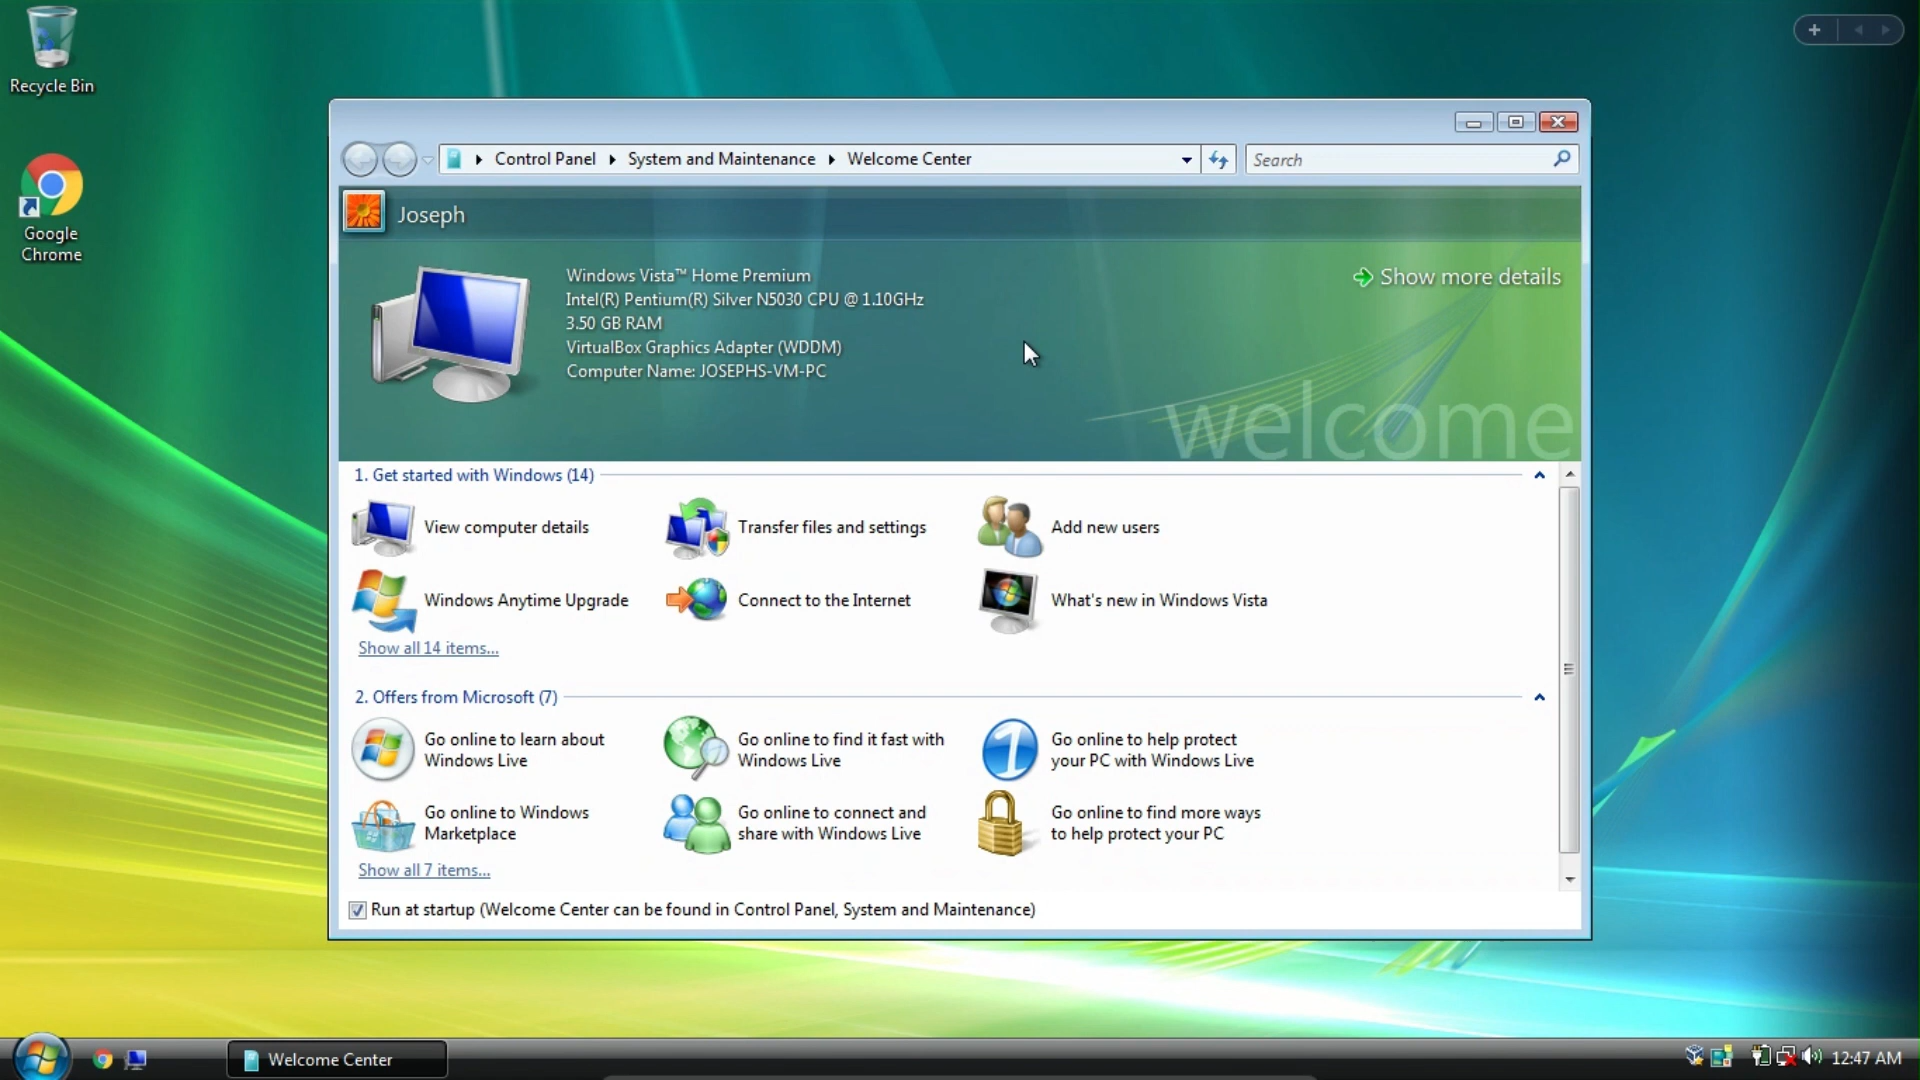 Recycle Bin
Google
Chrome
Control Panel
System and Maintenance
Welcome Center
Search
Joseph
Windows Vista™ Home Premium
Intel(R) Pentium(R) Silver N5030 CPU @ 1.10GHz
3.50 GB RAM
VirtualBox Graphics Adapter (WDDM)
Computer Name: JOSEPHS-VM-PC
Show more details
welcome
1. Get started with Windows (14)
View computer details
Transfer files and settings
Add new users
Windows Anytime Upgrade
Connect to the Internet
What's new in Windows Vista
Show all 14 items...
2. Offers from Microsoft (7)
Go online to learn about
Windows Live
Go online to find it fast with
Windows Live
1
Go online to help protect
your PC with Windows Live
Go online to Windows
Marketplace
Go online to connect and
share with Windows Live
Go online to find more ways
to help protect your PC
Show all 7 items...
Run at startup (Welcome Center can be found in Control Panel, System and Maintenance)
Welcome Center
12:47 AM